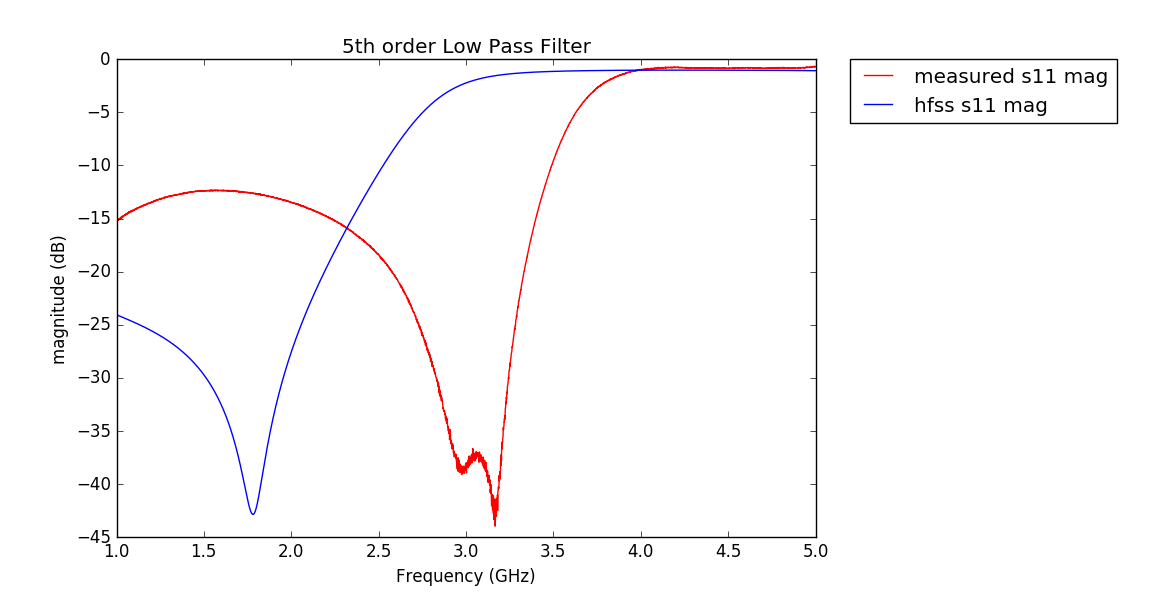 5th order Low Pass Filter
measured s11 mag
hfss s11 mag
magnitude (dB)
0
−5
−10
−15
−20
−25
−30
−35
−40
−45
1.0 1.5 2.0 2.5 3.0 3.5 4.0 4.5 5.0
Frequency (GHz)